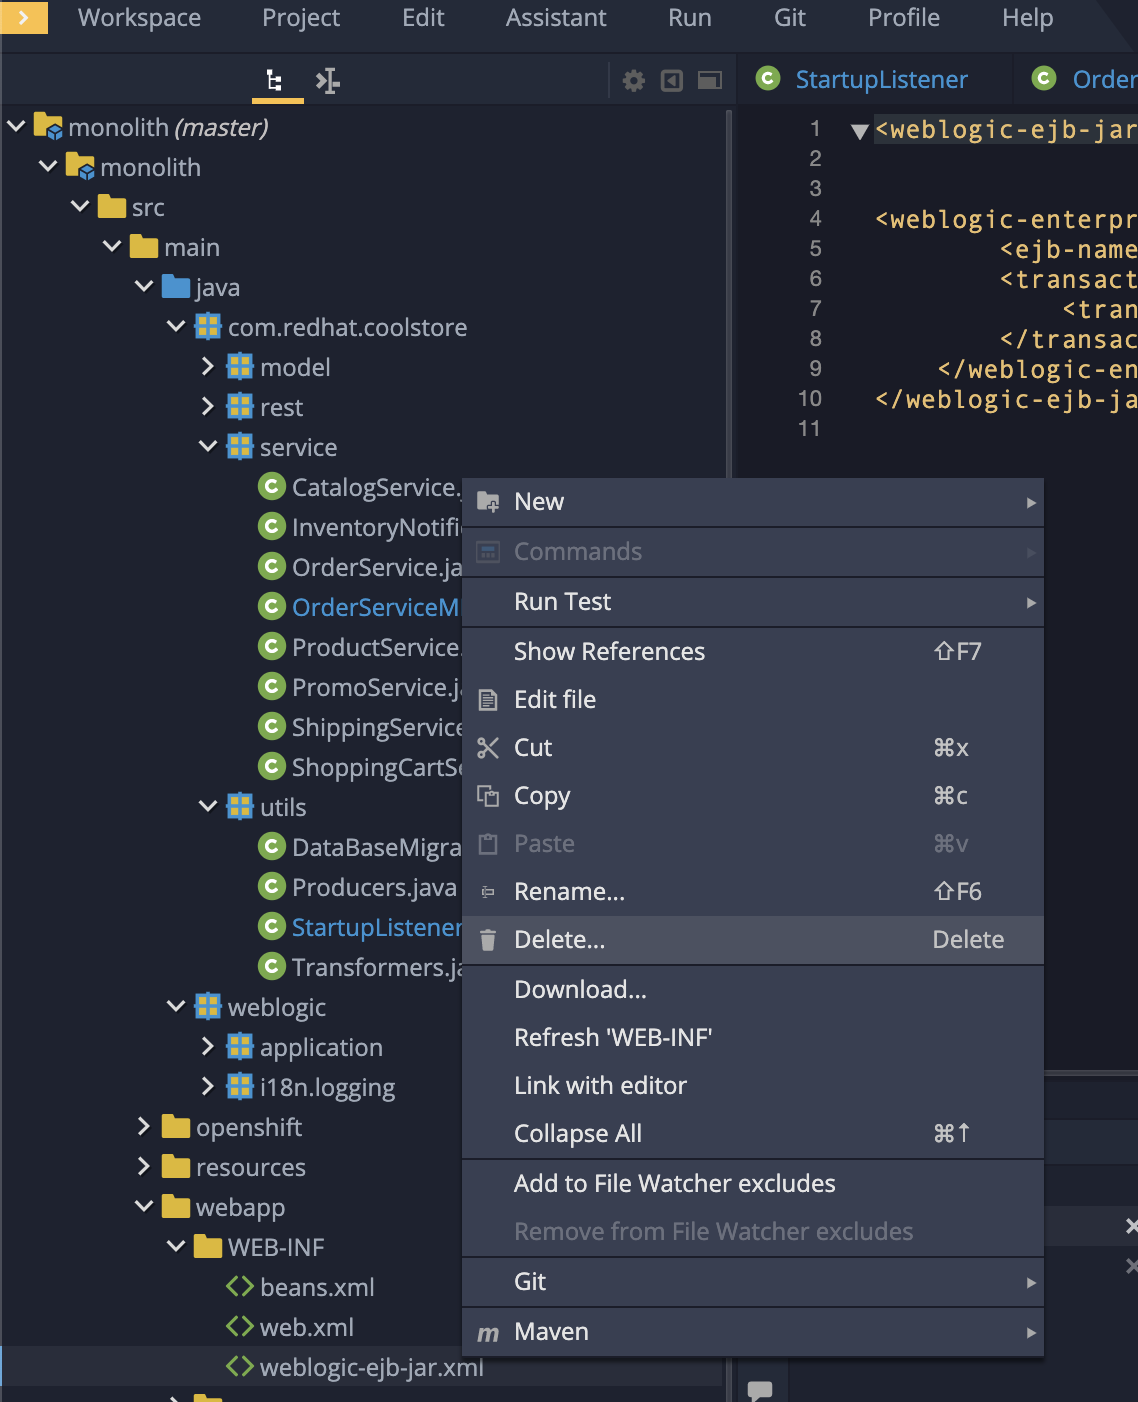 Workspace Project Edit Assistant Run Git Profile Help
StartupListener Order
monolith (master)
monolith
src
main
java
com.redhat.coolstore
model
rest
service
CatalogService.
InventoryNotifi
OrderService.ja
OrderServiceM
ProductService.
PromoService.ja
ShippingService
ShoppingCartSe
utils
DataBaseMigra
Producers.java
StartupListener
Transformers.ja
weblogic
application
i18n.logging
openshift
resources
webapp
WEB-INF
beans.xml
web.xml
weblogic-ejb-jar.xml
1 <weblogic-ejb-jar
2
3
4 <weblogic-enterpr
5 <ejb-name
6 <transact
7 <tran
8 </transac
9 </weblogic-en
10 </weblogic-ejb-ja
11
New
Commands
Run Test
Show References ⇧F7
Edit file
Cut ⌘x
Copy ⌘c
Paste ⌘v
Rename... ⇧F6
Delete... Delete
Download...
Refresh 'WEB-INF'
Link with editor
Collapse All ⌘↑
Add to File Watcher excludes
Remove from File Watcher excludes
Git
m Maven